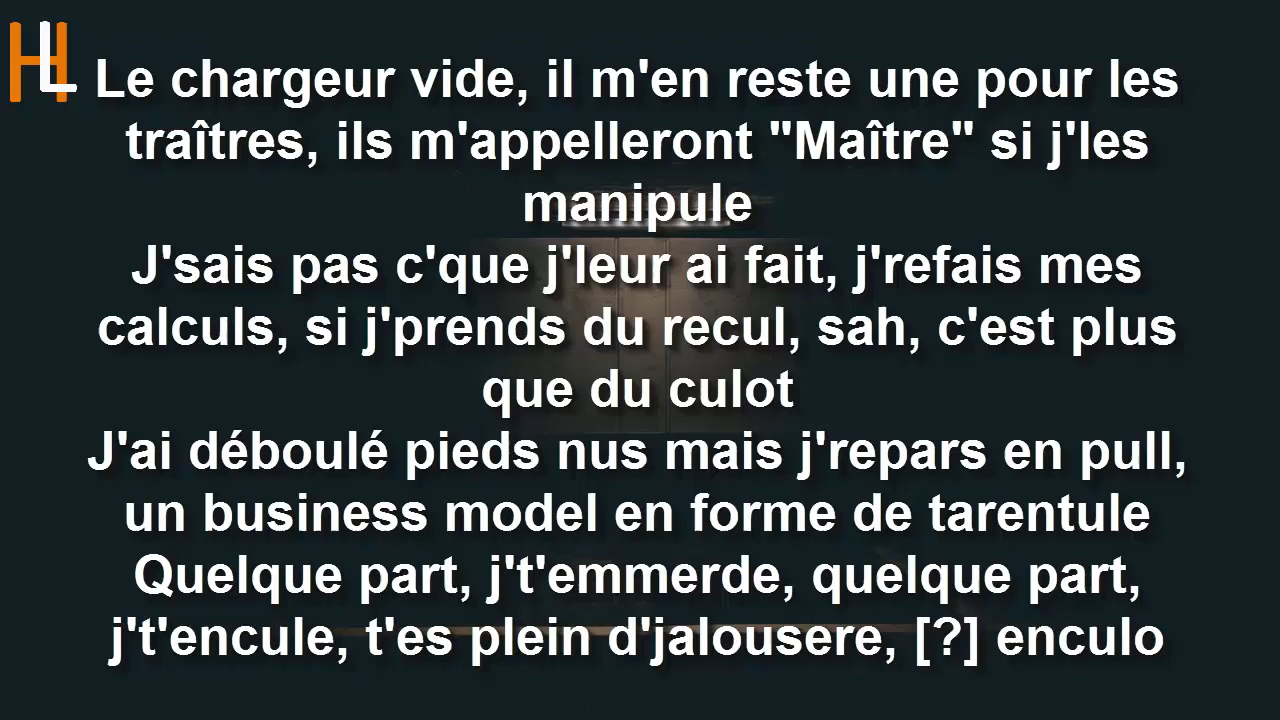 HL
Le chargeur vide, il m'en reste une pour les
traîtres, ils m'appelleront "Maître" si j'les
manipule
J'sais pas c'que j'leur ai fait, j'refais mes
calculs, si j'prends du recul, sah, c'est plus
que du culot
J'ai déboulé pieds nus mais j'repars en pull,
un business model en forme de tarentule
Quelque part, j't'emmerde, quelque part,
j't'encule, t'es plein d'jalousere, [?] enculo